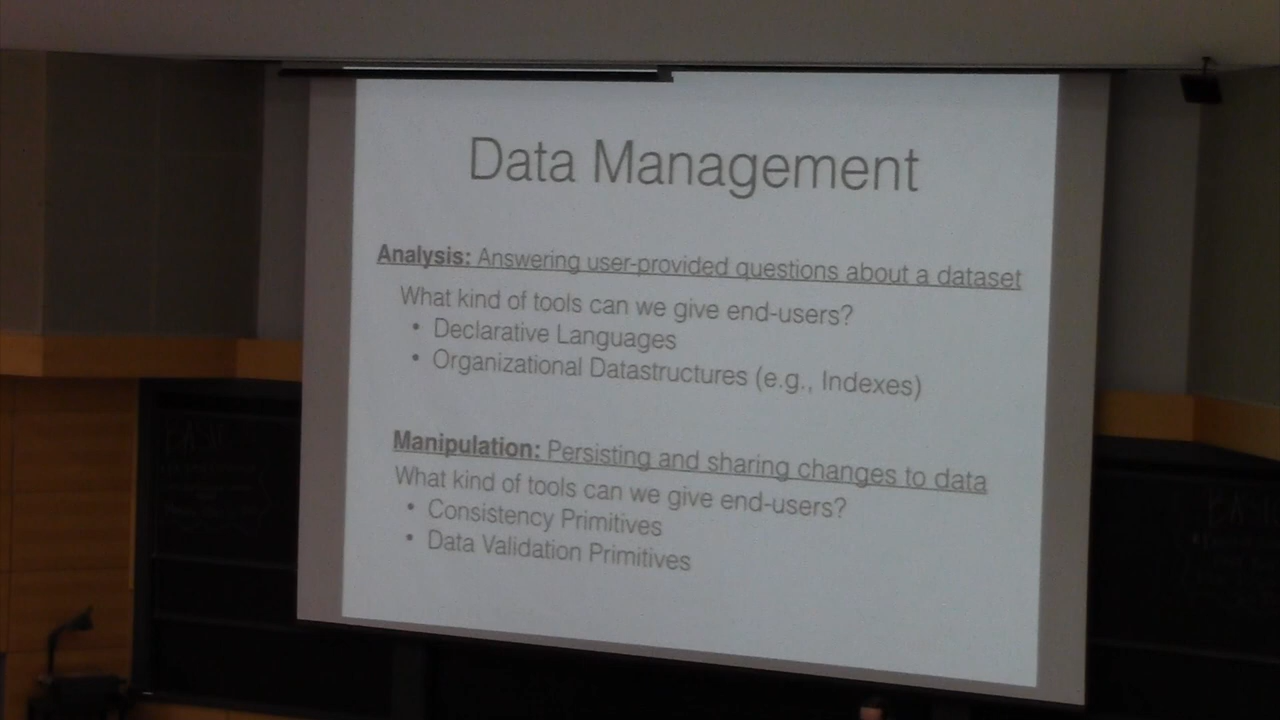 Data Management
Analysis: Answering user-provided questions about a dataset
What kind of tools can we give end-users?
• Declarative Languages
• Organizational Datastructures (e.g., Indexes)
Manipulation: Persisting and sharing changes to data
What kind of tools can we give end-users?
• Consistency Primitives
• Data Validation Primitives